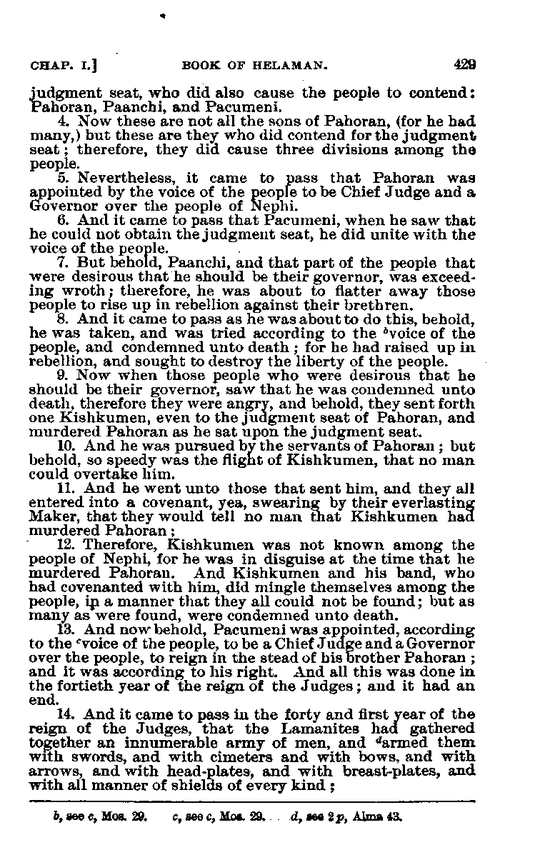 CHAP. I.] BOOK OF HELAMAN. 429
judgment seat, who did also cause the people to contend:
Pahoran, Paanchi, and Pacumeni.
4. Now these are not all the sons of Pahoran, (for he had
many,) but these are they who did contend for the judgment
seat; therefore, they did cause three divisions among the
people.
5. Nevertheless, it came to pass that Pahoran was
appointed by the voice of the people to be Chief Judge and a
Governor over the people of Nephi.
6. And it came to pass that Pacumeni, when he saw that
he could not obtain the judgment seat, he did unite with the
voice of the people.
7. But behold, Paanchi, and that part of the people that
were desirous that he should be their governor, was exceed-
ing wroth; therefore, he was about to flatter away those
people to rise up in rebellion against their brethren.
8. And it came to pass as he was about to do this, behold,
he was taken, and was tried according to the bvoice of the
people, and condemned unto death; for he had raised up in
rebellion, and sought to destroy the liberty of the people.
9. Now when those people who were desirous that he
should be their governor, saw that he was condemned unto
death, therefore they were angry, and behold, they sent forth
one Kishkumen, even to the judgment seat of Pahoran, and
murdered Pahoran as he sat upon the judgment seat.
10. And he was pursued by the servants of Pahoran; but
behold, so speedy was the flight of Kishkumen, that no man
could overtake him.
11. And he went unto those that sent him, and they all
entered into a covenant, yea, swearing by their everlasting
Maker, that they would tell no man that Kishkumen had
murdered Pahoran;
12. Therefore, Kishkumen was not known among the
people of Nephi, for he was in disguise at the time that he
murdered Pahoran. And Kishkumen and his band, who
had covenanted with him, did mingle themselves among the
people, in a manner that they all could not be found; but as
many as were found, were condemned unto death.
13. And now behold, Pacumeni was appointed, according
to the cvoice of the people, to be a Chief Judge and a Governor
over the people, to reign in the stead of his brother Pahoran;
and it was according to his right. And all this was done in
the fortieth year of the reign of the Judges; and it had an
end.
14. And it came to pass in the forty and first year of the
reign of the Judges, that the Lamanites had gathered
together an innumerable army of men, and darmed them
with swords, and with cimeters and with bows, and with
arrows, and with head-plates, and with breast-plates, and
with all manner of shields of every kind;
b, see c, Mos. 29. c, see c, Mos. 29. d, see 2 p, Alma 43.